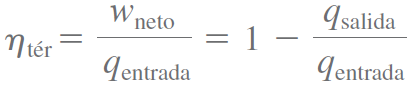 η_tér = w_neto / q_entrada = 1 − q_salida / q_entrada